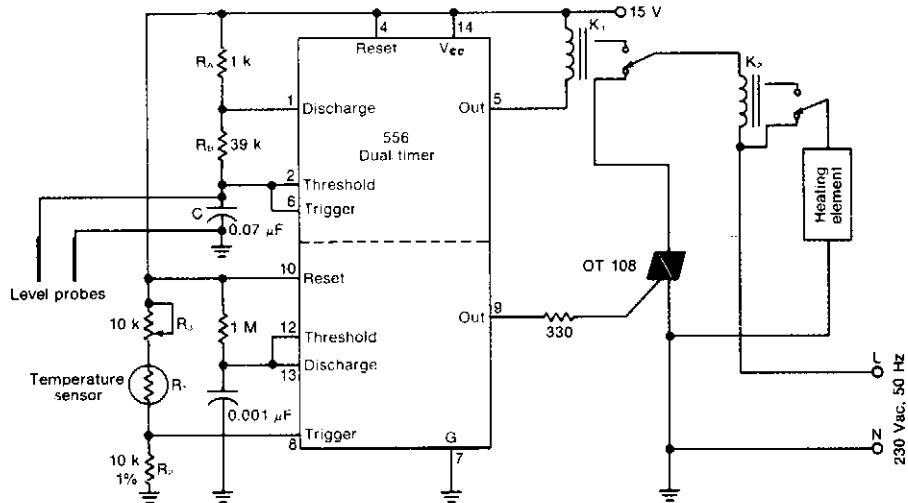 15 V
4
14
Reset
Vcc
K₁
K₂
RA 1 k
1 Discharge
5
Out
RB 39 k
556
Dual timer
2 Threshold
6 Trigger
C
0.07 µF
Level probes
10 Reset
10 k
R₃
1 M
12 Threshold
Discharge
13
Temperature
sensor
0.001 µF
8 Trigger
10 k
1%
R₂
G
7
9
Out
330
OT 108
Heating
element
L
N
230 Vac, 50 Hz